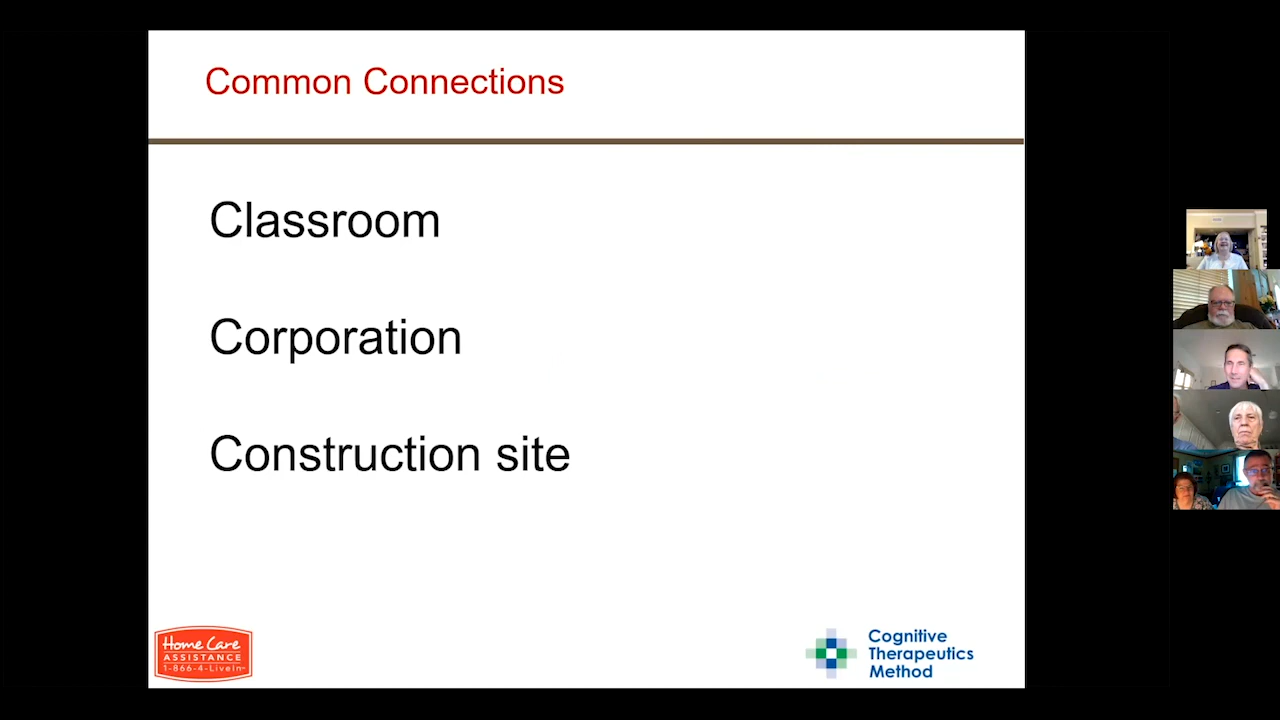 Common Connections
Classroom
Corporation
Construction site
Home Care
ASSISTANCE
1-866-4-LiveIn
Cognitive
Therapeutics
Method